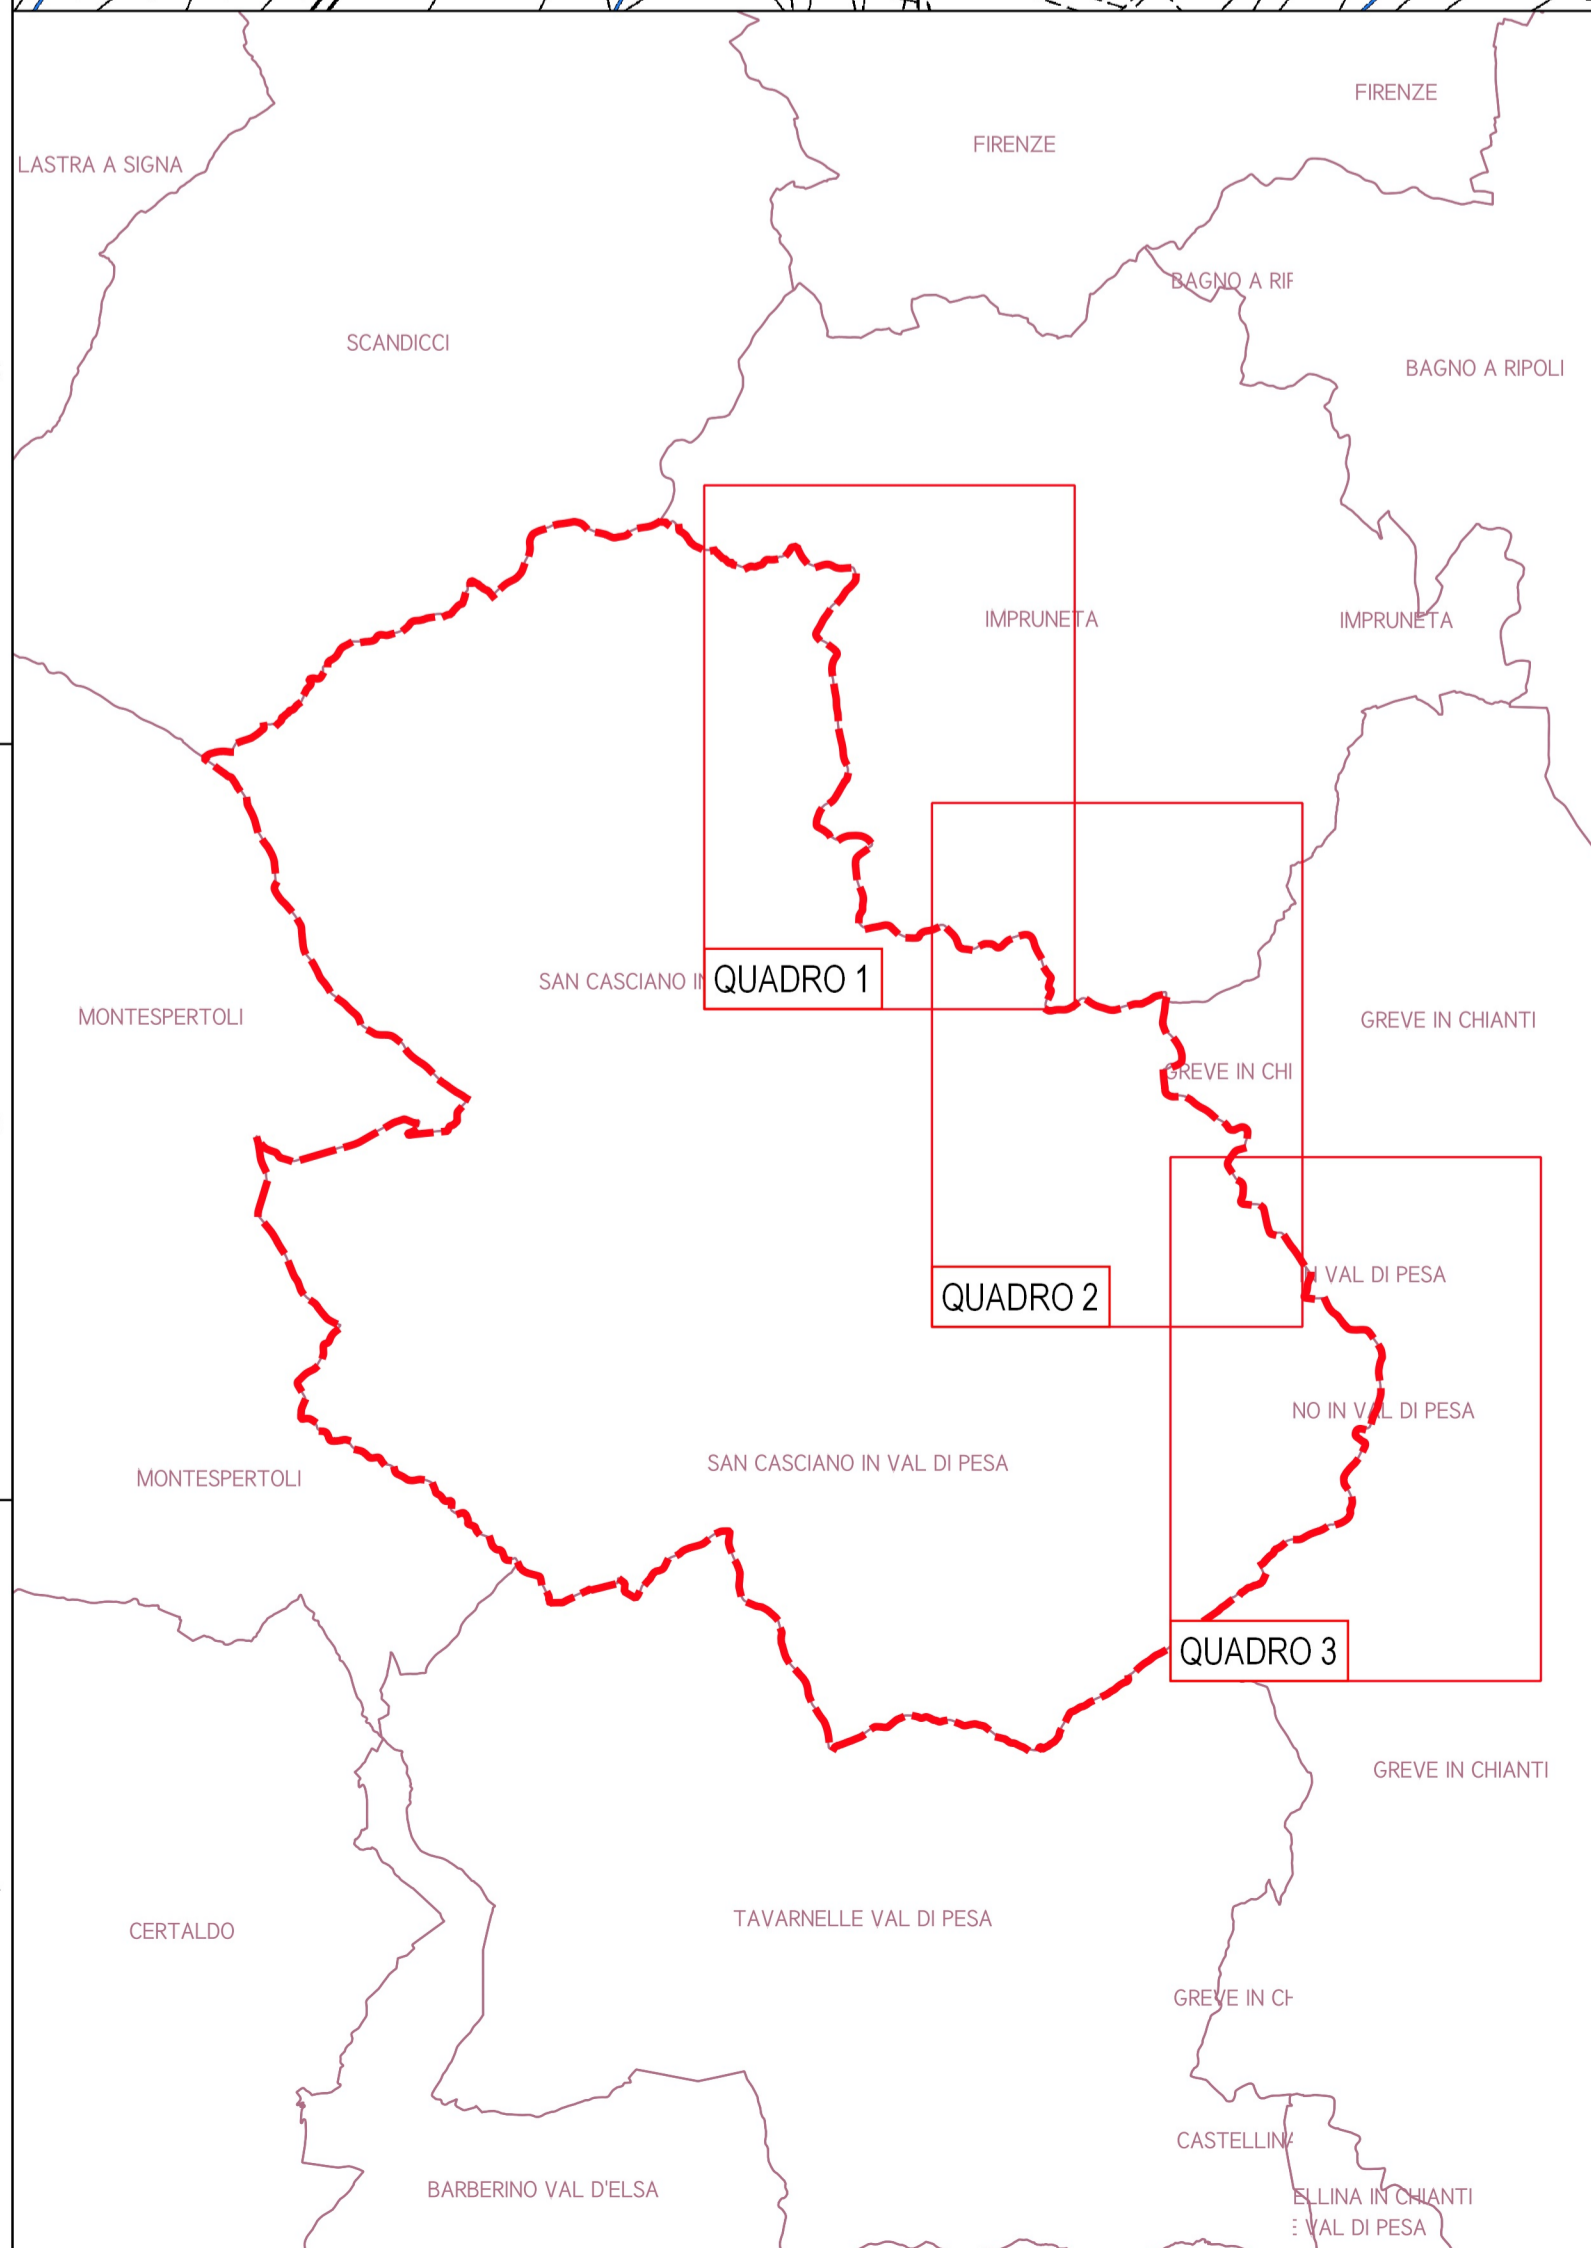 FIRENZE
FIRENZE
LASTRA A SIGNA
BAGNO A RIF
SCANDICCI
BAGNO A RIPOLI
IMPRUNETA
IMPRUNETA
SAN CASCIANO IN
QUADRO 1
MONTESPERTOLI
GREVE IN CHIANTI
GREVE IN CHI
N VAL DI PESA
QUADRO 2
NO IN VAL DI PESA
SAN CASCIANO IN VAL DI PESA
MONTESPERTOLI
QUADRO 3
GREVE IN CHIANTI
TAVARNELLE VAL DI PESA
CERTALDO
GREVE IN CH
CASTELLINA
BARBERINO VAL D'ELSA
ELLINA IN CHIANTI
E VAL DI PESA